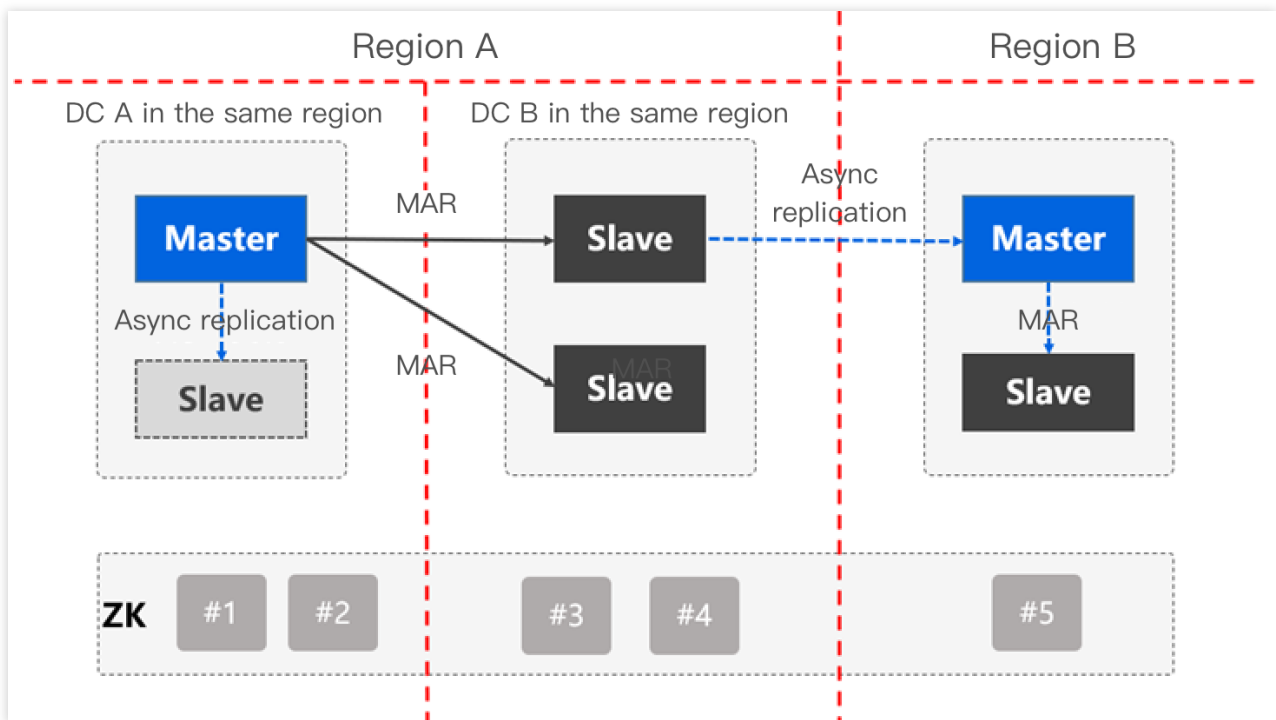 Region A
Region B
DC A in the same region
DC B in the same region
Async
replication
MAR
Master
Slave
Master
Async replication
MAR
MAR
MAR
Slave
Slave
Slave
ZK
#1
#2
#3
#4
#5